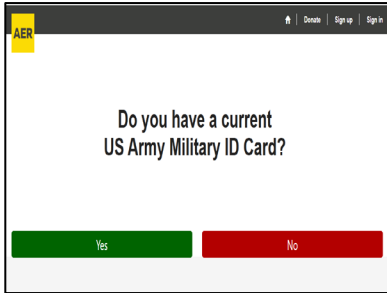 AER
Donate | Sign up | Sign in
Do you have a current
US Army Military ID Card?
Yes
No